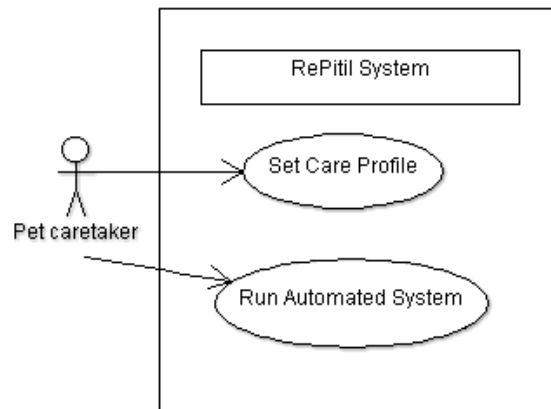 RePitil System
Set Care Profile
Pet caretaker
Run Automated System